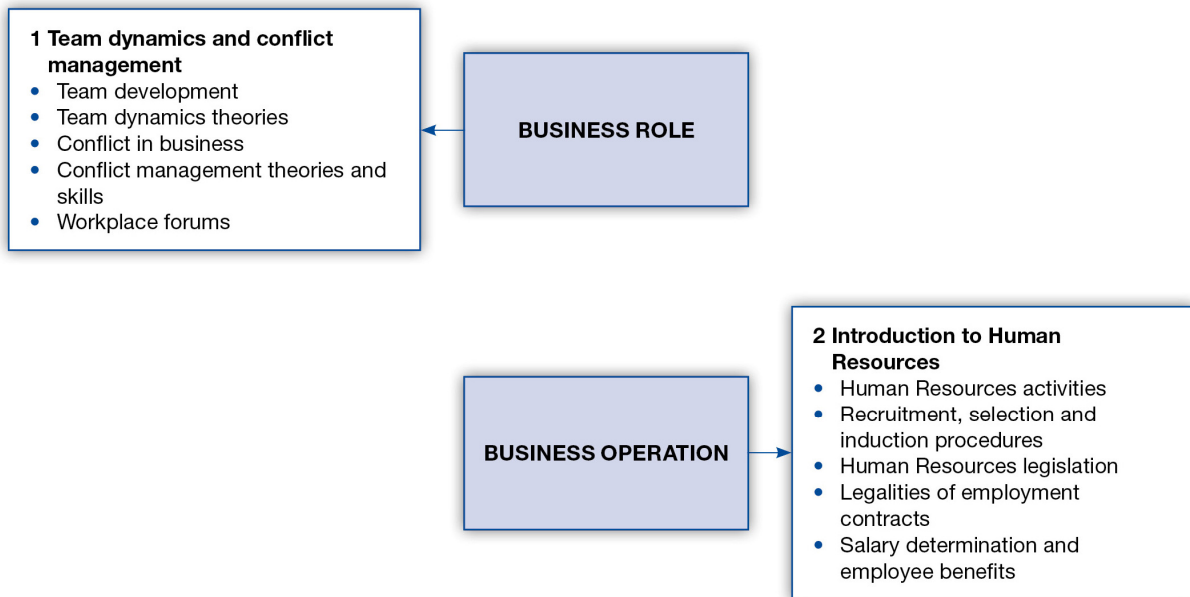 1 Team dynamics and conflict
management
• Team development
• Team dynamics theories
• Conflict in business
• Conflict management theories and
skills
• Workplace forums
BUSINESS ROLE
BUSINESS OPERATION
2 Introduction to Human
Resources
• Human Resources activities
• Recruitment, selection and
induction procedures
• Human Resources legislation
• Legalities of employment
contracts
• Salary determination and
employee benefits